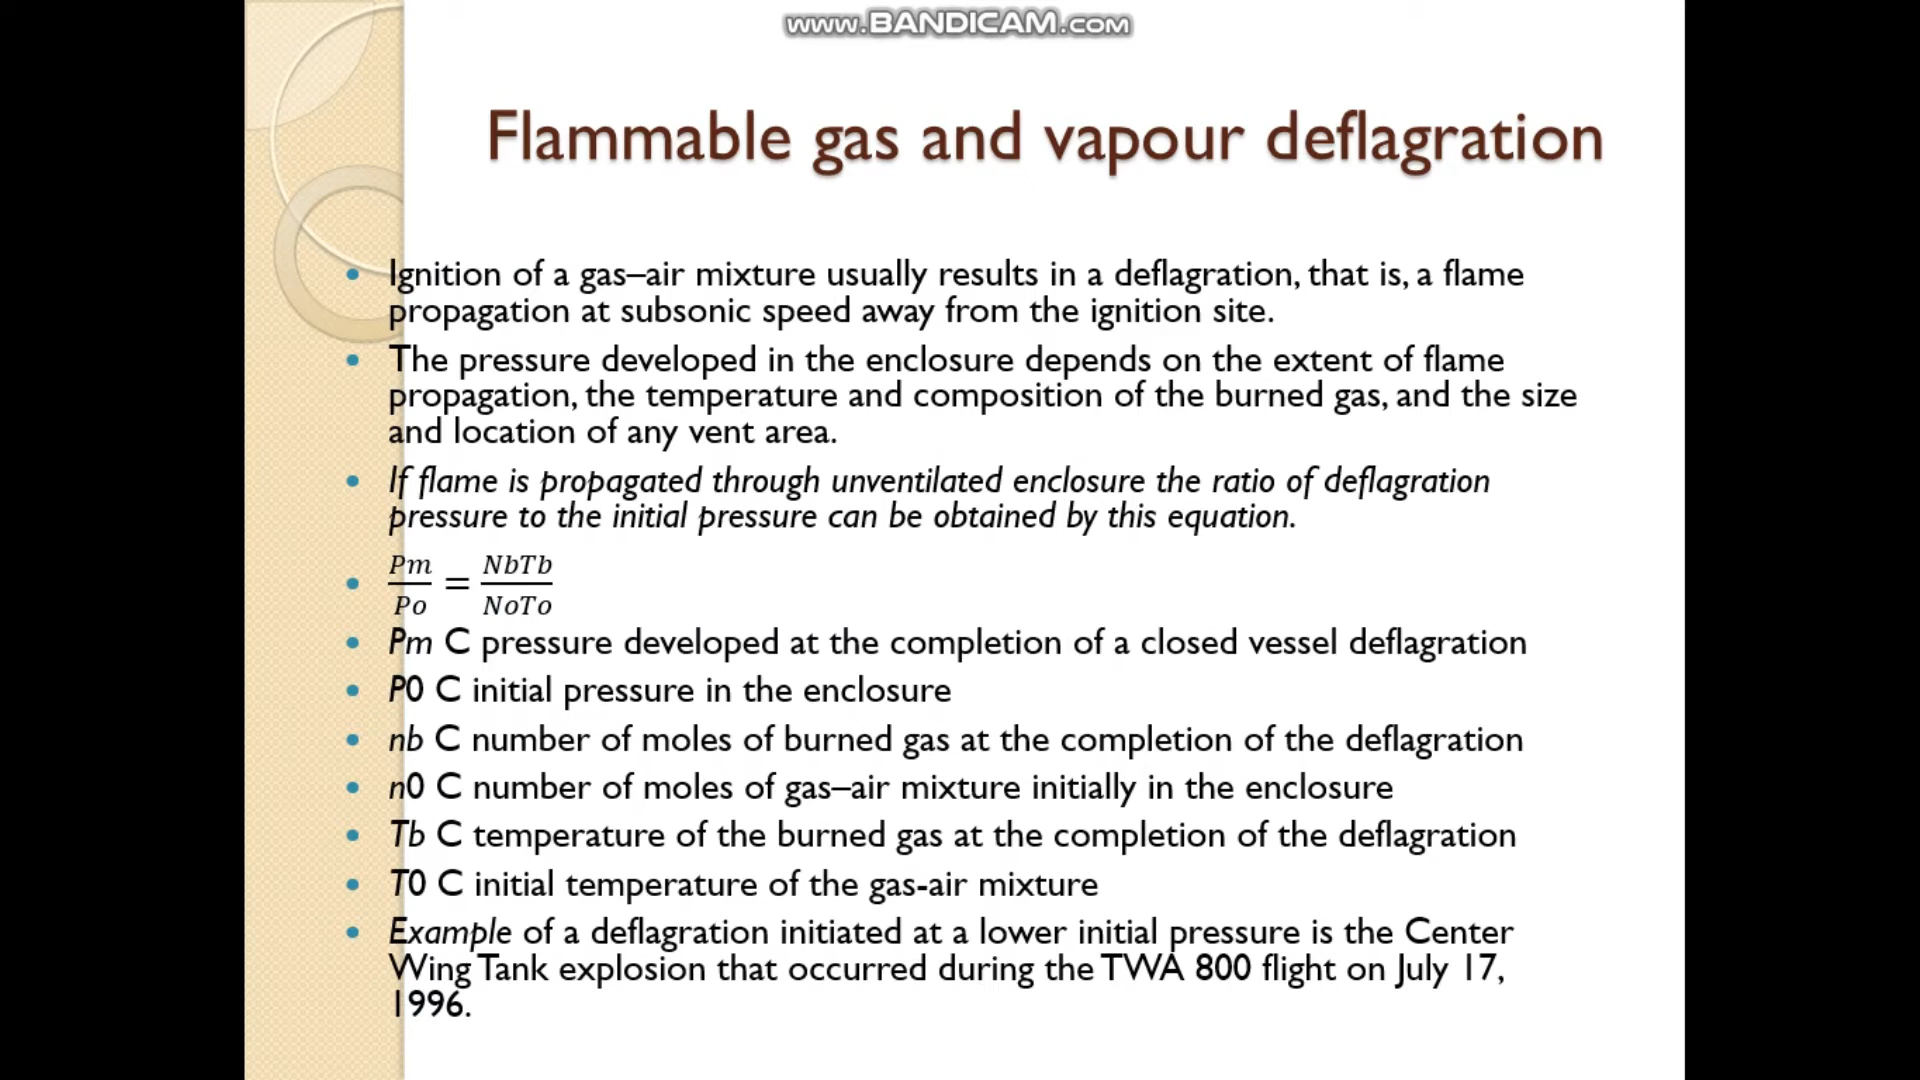 www.BANDICAM.com
Flammable gas and vapour deflagration
• Ignition of a gas–air mixture usually results in a deflagration, that is, a flame
propagation at subsonic speed away from the ignition site.
• The pressure developed in the enclosure depends on the extent of flame
propagation, the temperature and composition of the burned gas, and the size
and location of any vent area.
• If flame is propagated through unventilated enclosure the ratio of deflagration
pressure to the initial pressure can be obtained by this equation.
• Pm/Po = NbTb/NoTo
• Pm C pressure developed at the completion of a closed vessel deflagration
• P0 C initial pressure in the enclosure
• nb C number of moles of burned gas at the completion of the deflagration
• n0 C number of moles of gas–air mixture initially in the enclosure
• Tb C temperature of the burned gas at the completion of the deflagration
• T0 C initial temperature of the gas-air mixture
• Example of a deflagration initiated at a lower initial pressure is the Center
Wing Tank explosion that occurred during the TWA 800 flight on July 17,
1996.